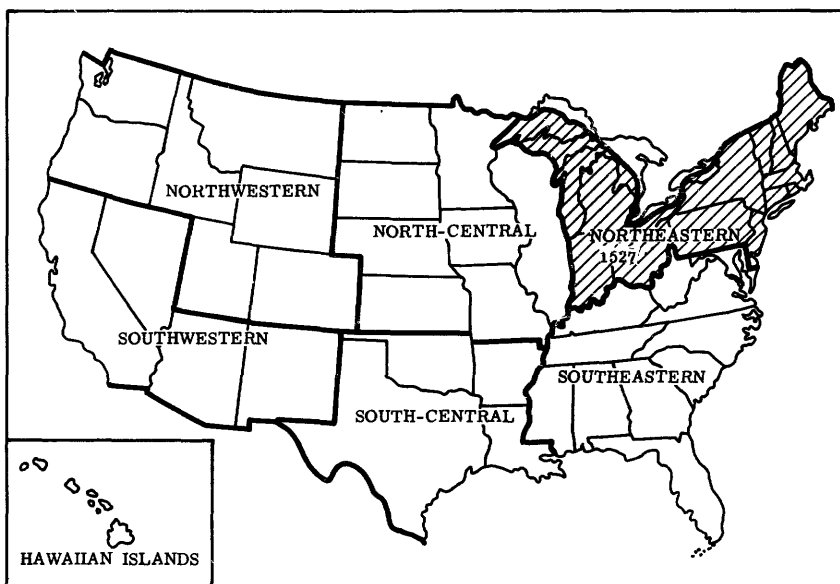 NORTHWESTERN
NORTH-CENTRAL
NORTHEASTERN
1527
SOUTHWESTERN
SOUTHEASTERN
SOUTH-CENTRAL
HAWAIIAN ISLANDS